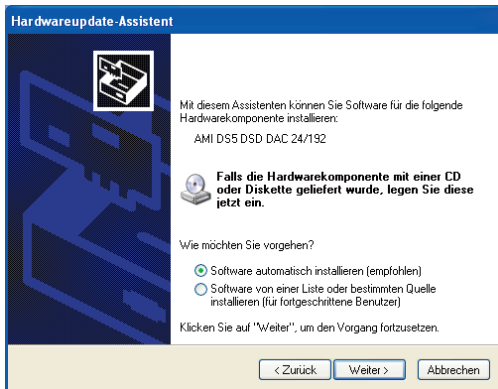 Hardwareupdate-Assistent
Mit diesem Assistenten können Sie Software für die folgende
Hardwarekomponente installieren:
AMI DS5 DSD DAC 24/192
Falls die Hardwarekomponente mit einer CD
oder Diskette geliefert wurde, legen Sie diese
jetzt ein.
Wie möchten Sie vorgehen?
Software automatisch installieren (empfohlen)
Software von einer Liste oder bestimmten Quelle
installieren (für fortgeschrittene Benutzer)
Klicken Sie auf "Weiter", um den Vorgang fortzusetzen.
< Zurück Weiter > Abbrechen